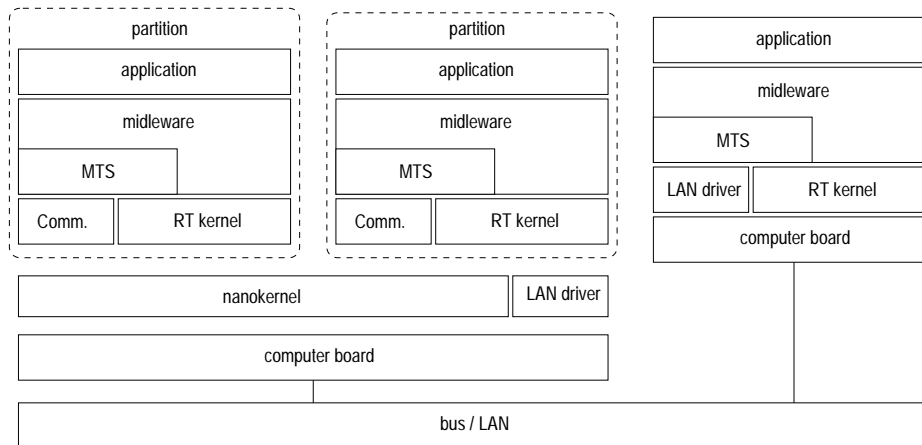 partition
application
midleware
MTS
Comm.
RT kernel
partition
application
midleware
MTS
Comm.
RT kernel
nanokernel
LAN driver
computer board
application
midleware
MTS
LAN driver
RT kernel
computer board
bus / LAN